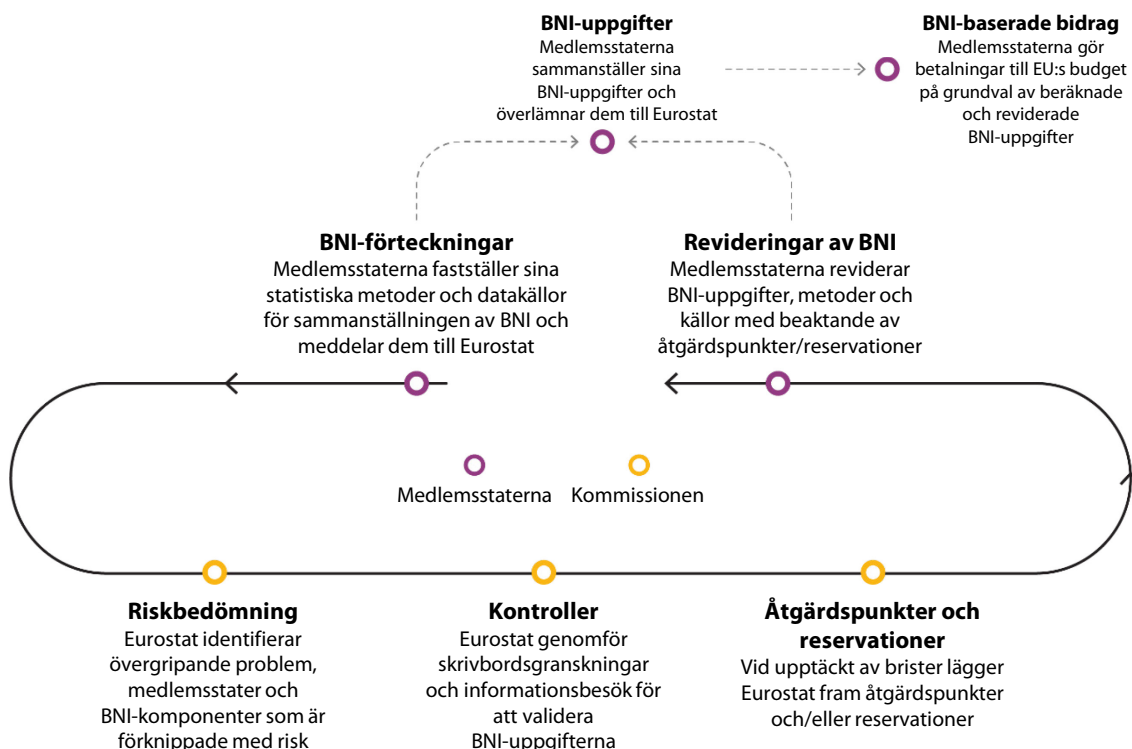 BNI-uppgifter
Medlemsstaterna
sammanställer sina
BNI-uppgifter och
överlämnar dem till Eurostat
BNI-baserade bidrag
Medlemsstaterna gör
betalningar till EU:s budget
på grundval av beräknade
och reviderade
BNI-uppgifter
BNI-förteckningar
Medlemsstaterna fastställer sina
statistiska metoder och datakällor
för sammanställningen av BNI och
meddelar dem till Eurostat
Revideringar av BNI
Medlemsstaterna reviderar
BNI-uppgifter, metoder och
källor med beaktande av
åtgärdspunkter/reservationer
Medlemsstaterna
Kommissionen
Riskbedömning
Eurostat identifierar
övergripande problem,
medlemsstater och
BNI-komponenter som är
förknippade med risk
Kontroller
Eurostat genomför
skrivbordsgranskningar
och informationsbesök för
att validera
BNI-uppgifterna
Åtgärdspunkter och
reservationer
Vid upptäckt av brister lägger
Eurostat fram åtgärdspunkter
och/eller reservationer